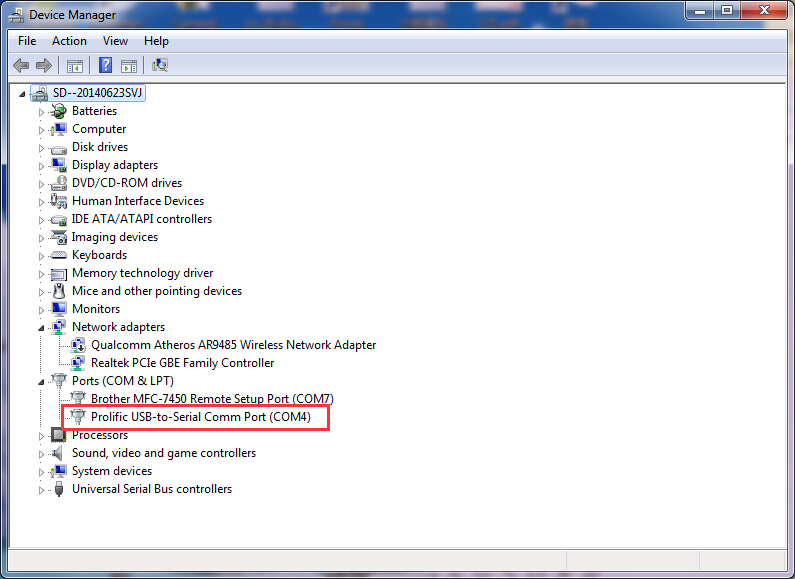 Device Manager
File Action View Help
SD--20140623SVJ
Batteries
Computer
Disk drives
Display adapters
DVD/CD-ROM drives
Human Interface Devices
IDE ATA/ATAPI controllers
Imaging devices
Keyboards
Memory technology driver
Mice and other pointing devices
Monitors
Network adapters
Qualcomm Atheros AR9485 Wireless Network Adapter
Realtek PCIe GBE Family Controller
Ports (COM & LPT)
Brother MFC-7450 Remote Setup Port (COM7)
Prolific USB-to-Serial Comm Port (COM4)
Processors
Sound, video and game controllers
System devices
Universal Serial Bus controllers